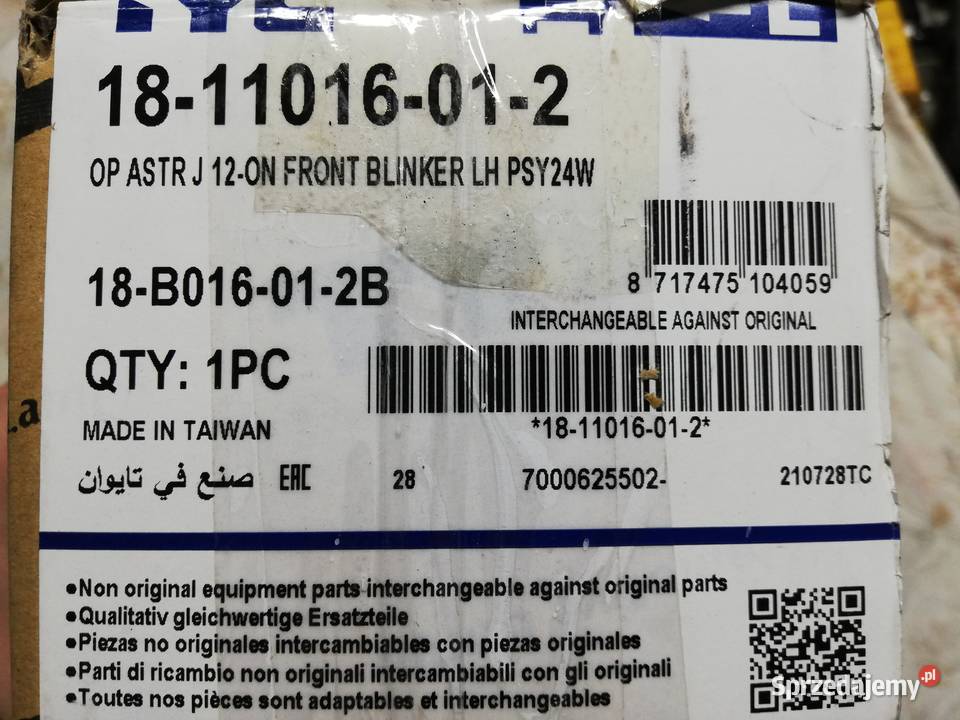 18-11016-01-2
OP ASTR J 12-ON FRONT BLINKER LH PSY24W
18-B016-01-2B
8 717475 104059
INTERCHANGEABLE AGAINST ORIGINAL
QTY: 1PC
MADE IN TAIWAN
*18-11016-01-2*
صنع في تايوان EAC 28 7000625502- 210728TC
•Non original equipment parts interchangeable against original parts
•Qualitativ gleichwertige Ersatzteile
•Piezas no originales intercambiables con piezas originales
•Parti di ricambio non originali intercambiabili con gli originali
•Toutes nos pièces sont adaptables et interchangeables
Sprzedajemy.pl